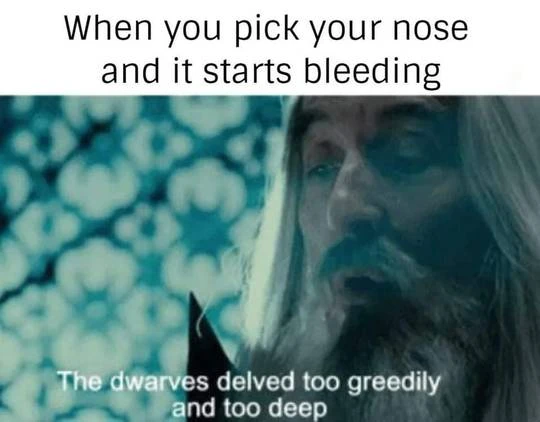 When you pick your nose
and it starts bleeding
The dwarves delved too greedily
and too deep